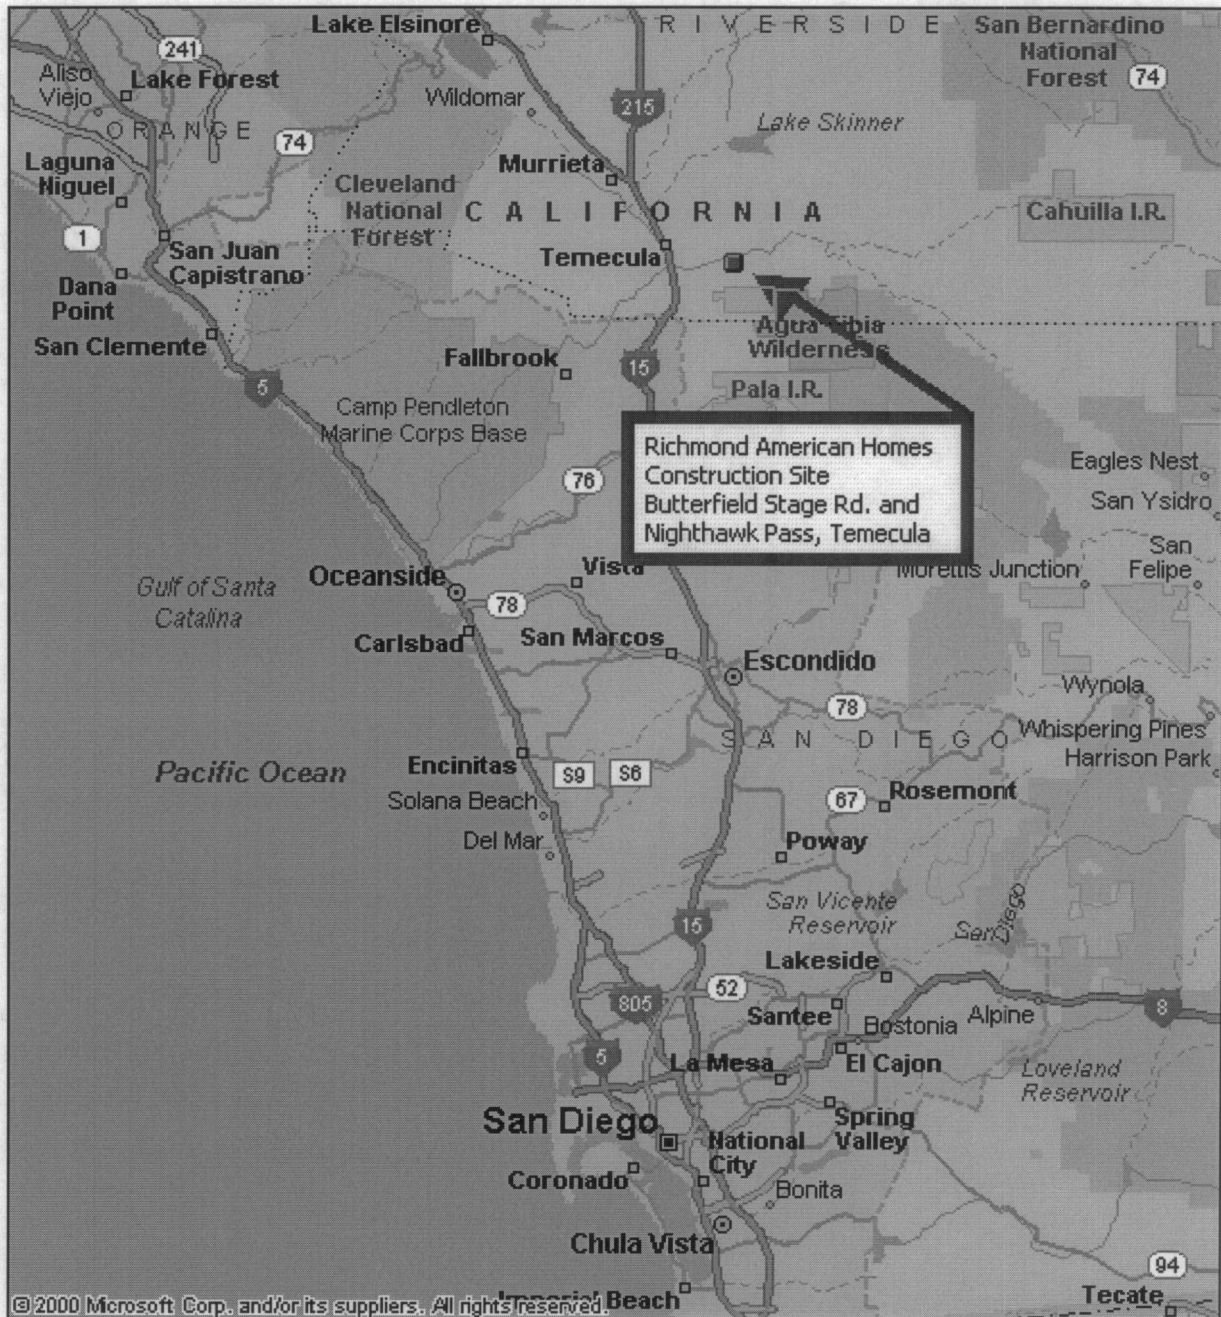 Lake Elsinore
RIVERSIDE
San Bernardino
National
Forest
241
74
Aliso
Viejo
Lake Forest
Wildomar
215
Lake Skinner
ORANGE
74
Laguna
Niguel
Murrieta
Cleveland
National
Forest
CALIFORNIA
Cahuilla I.R.
1
San Juan
Capistrano
Temecula
Dana
Point
San Clemente
Agua Tibia
Wilderness
Fallbrook
15
5
Pala I.R.
Camp Pendleton
Marine Corps Base
Richmond American Homes
Construction Site
Butterfield Stage Rd. and
Nighthawk Pass, Temecula
Eagles Nest
76
San Ysidro
San
Felipe
Oceanside
Vista
Morettis Junction
Gulf of Santa
Catalina
78
Carlsbad
San Marcos
Escondido
Wynola
78
Whispering Pines
SAN DIEGO
Harrison Park
Pacific Ocean
Encinitas
S9
S6
Solana Beach
67
Rosemont
Del Mar
Poway
San Vicente
Reservoir
San Diego
15
Lakeside
52
805
Santee
Bostonia
Alpine
8
5
La Mesa
El Cajon
Loveland
Reservoir
San Diego
Spring
Valley
National
City
Coronado
Bonita
Chula Vista
94
Imperial Beach
Tecate
© 2000 Microsoft Corp. and/or its suppliers. All rights reserved.